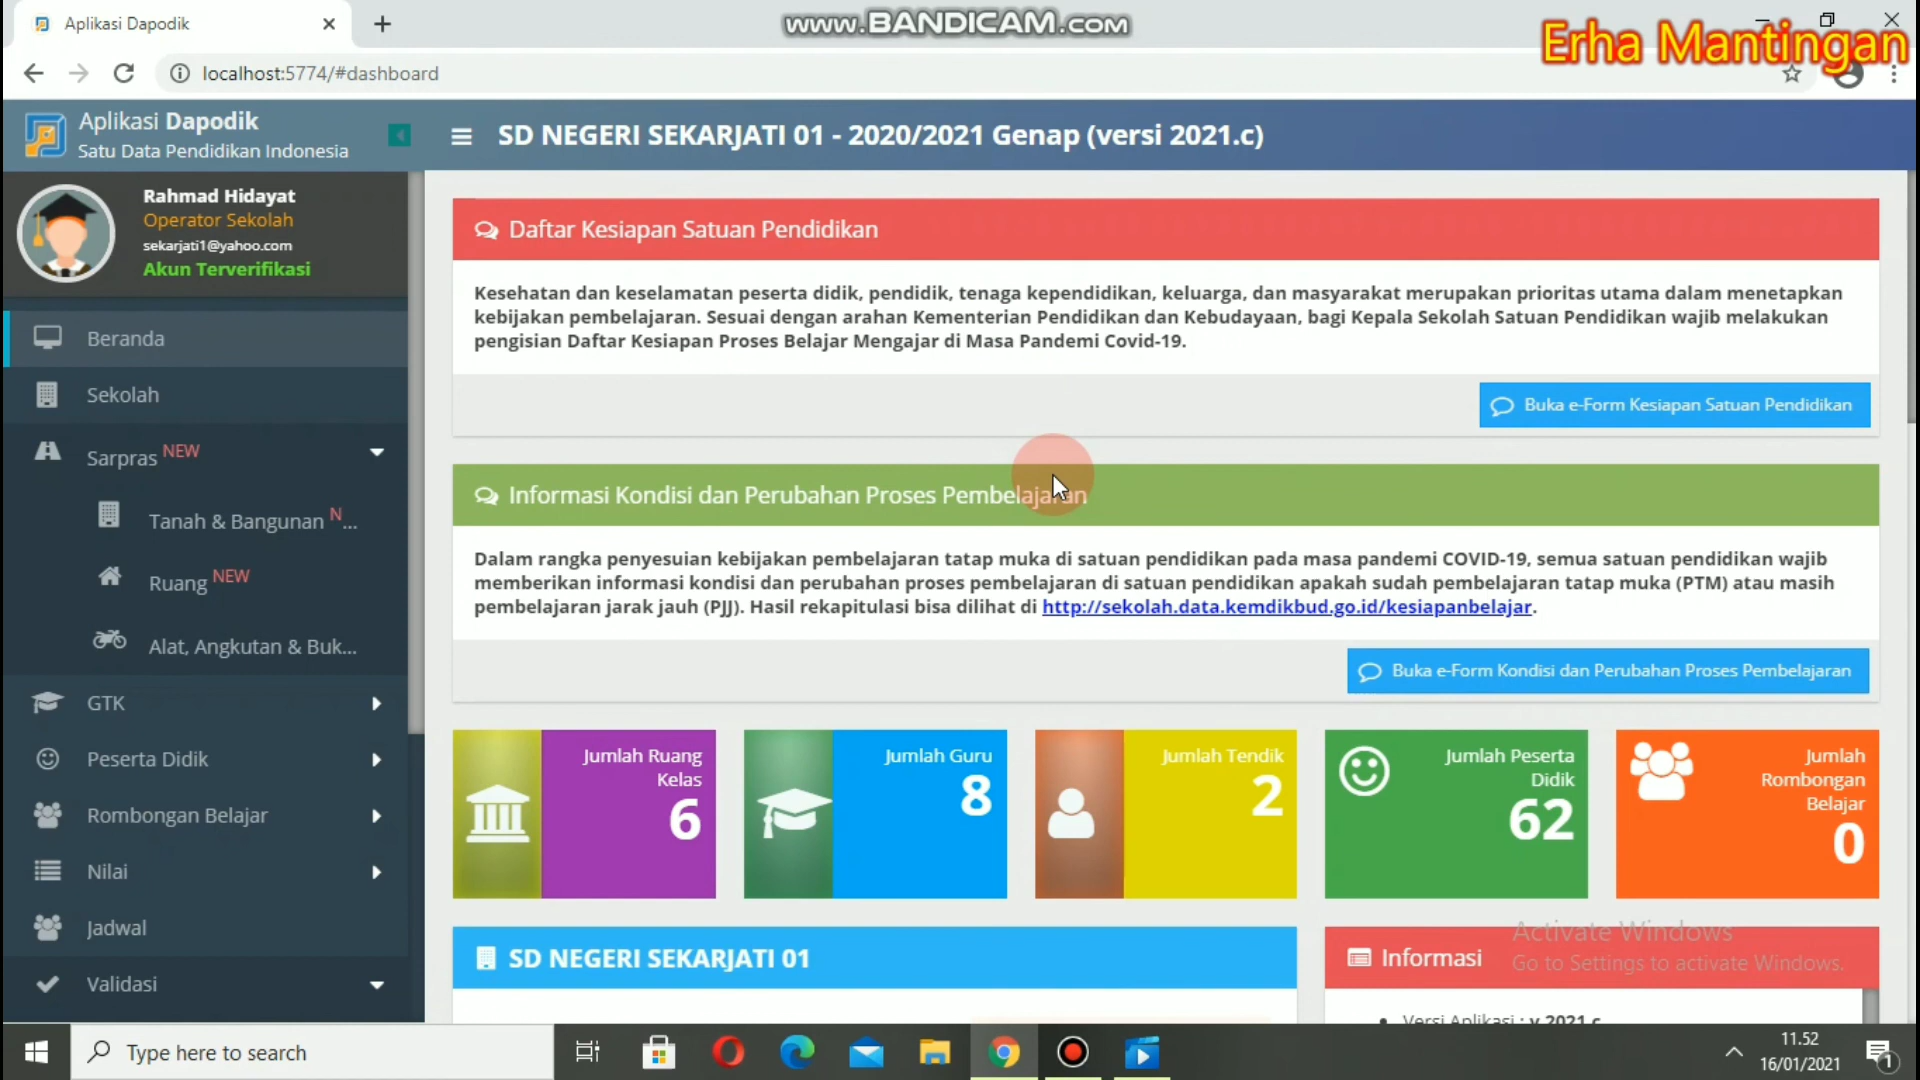 Aplikasi Dapodik
www.BANDICAM.com
Erha Mantingan
localhost:5774/#dashboard
Aplikasi Dapodik
Satu Data Pendidikan Indonesia
SD NEGERI SEKARJATI 01 - 2020/2021 Genap (versi 2021.c)
Rahmad Hidayat
Operator Sekolah
sekarjati1@yahoo.com
Akun Terverifikasi
Beranda
Sekolah
Sarpras NEW
Tanah & Bangunan N...
Ruang NEW
Alat, Angkutan & Buk...
GTK
Peserta Didik
Rombongan Belajar
Nilai
Jadwal
Validasi
Daftar Kesiapan Satuan Pendidikan
Kesehatan dan keselamatan peserta didik, pendidik, tenaga kependidikan, keluarga, dan masyarakat merupakan prioritas utama dalam menetapkan
kebijakan pembelajaran. Sesuai dengan arahan Kementerian Pendidikan dan Kebudayaan, bagi Kepala Sekolah Satuan Pendidikan wajib melakukan
pengisian Daftar Kesiapan Proses Belajar Mengajar di Masa Pandemi Covid-19.
Buka e-Form Kesiapan Satuan Pendidikan
Informasi Kondisi dan Perubahan Proses Pembelajaran
Dalam rangka penyesuian kebijakan pembelajaran tatap muka di satuan pendidikan pada masa pandemi COVID-19, semua satuan pendidikan wajib
memberikan informasi kondisi dan perubahan proses pembelajaran di satuan pendidikan apakah sudah pembelajaran tatap muka (PTM) atau masih
pembelajaran jarak jauh (PJJ). Hasil rekapitulasi bisa dilihat di http://sekolah.data.kemdikbud.go.id/kesiapanbelajar.
Buka e-Form Kondisi dan Perubahan Proses Pembelajaran
Jumlah Ruang
Kelas
6
Jumlah Guru
8
Jumlah Tendik
2
Jumlah Peserta
Didik
62
Jumlah
Rombongan
Belajar
0
SD NEGERI SEKARJATI 01
Informasi
Versi Aplikasi : v.2021.c
Activate Windows
Go to Settings to activate Windows.
Type here to search
11.52
16/01/2021
1